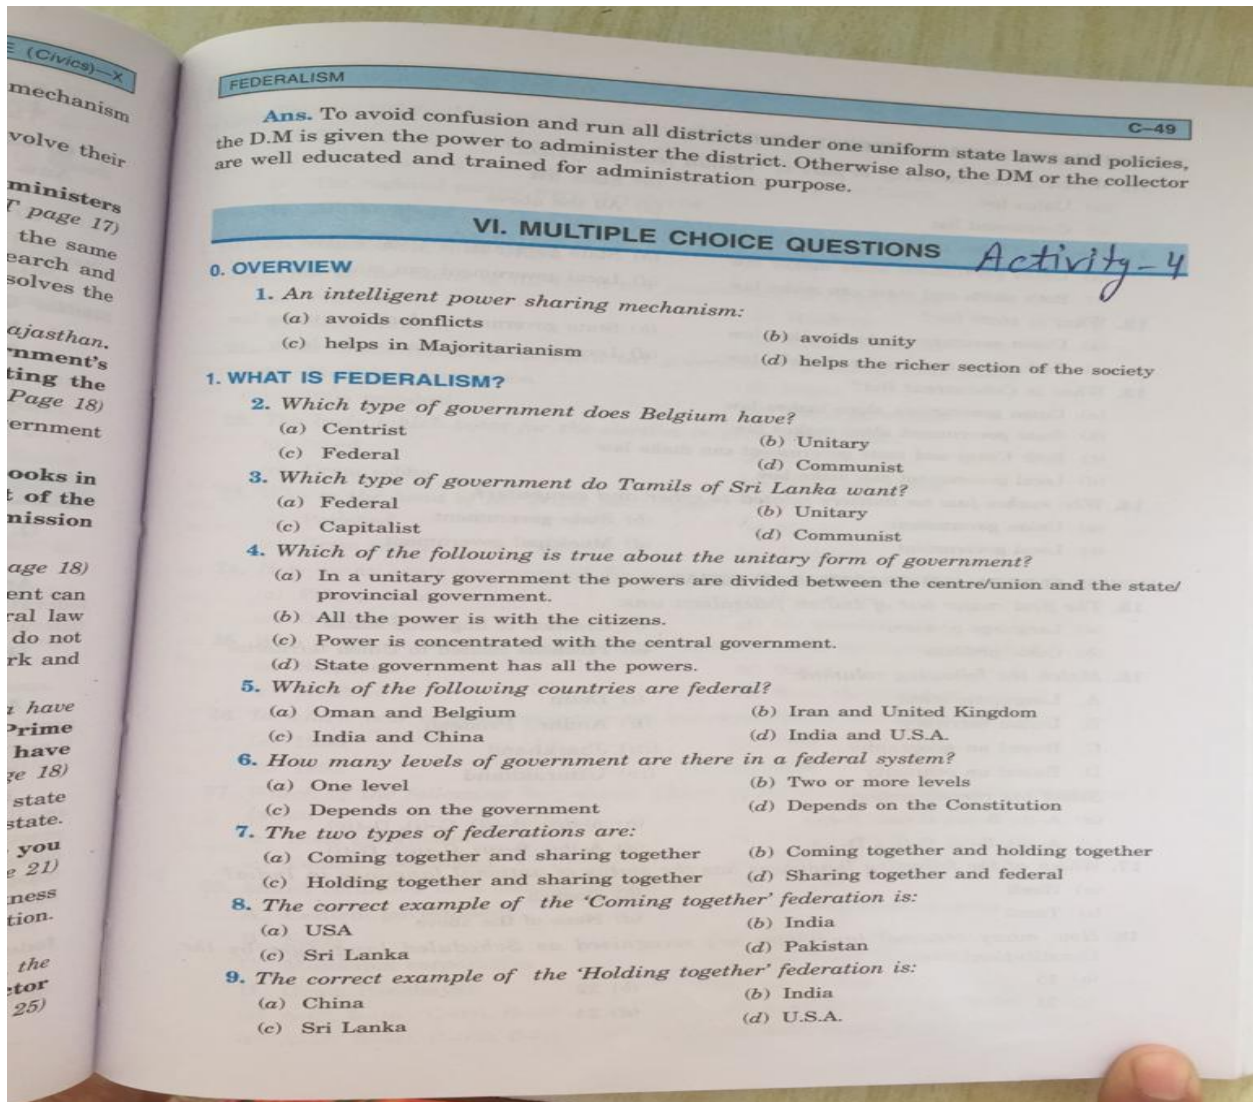 E (Civics)—X
mechanism
volve their
ministers
T page 17)
the same
earch and
solves the
ajasthan.
rnment's
ting the
Page 18)
ernment
ooks in
t of the
mission
age 18)
ent can
ral law
do not
rk and
have
Prime
have
ge 18)
state
state.
you
e 21)
ness
tion.
the
ctor
25)
FEDERALISM
C–49
Ans. To avoid confusion and run all districts under one uniform state laws and policies,
the D.M is given the power to administer the district. Otherwise also, the DM or the collector
are well educated and trained for administration purpose.
VI. MULTIPLE CHOICE QUESTIONS Activity-4
0. OVERVIEW
1. An intelligent power sharing mechanism:
(a) avoids conflicts (b) avoids unity
(c) helps in Majoritarianism (d) helps the richer section of the society
1. WHAT IS FEDERALISM?
2. Which type of government does Belgium have?
(a) Centrist (b) Unitary
(c) Federal (d) Communist
3. Which type of government do Tamils of Sri Lanka want?
(a) Federal (b) Unitary
(c) Capitalist (d) Communist
4. Which of the following is true about the unitary form of government?
(a) In a unitary government the powers are divided between the centre/union and the state/
provincial government.
(b) All the power is with the citizens.
(c) Power is concentrated with the central government.
(d) State government has all the powers.
5. Which of the following countries are federal?
(a) Oman and Belgium (b) Iran and United Kingdom
(c) India and China (d) India and U.S.A.
6. How many levels of government are there in a federal system?
(a) One level (b) Two or more levels
(c) Depends on the government (d) Depends on the Constitution
7. The two types of federations are:
(a) Coming together and sharing together (b) Coming together and holding together
(c) Holding together and sharing together (d) Sharing together and federal
8. The correct example of the ‘Coming together’ federation is:
(a) USA (b) India
(c) Sri Lanka (d) Pakistan
9. The correct example of the ‘Holding together’ federation is:
(a) China (b) India
(c) Sri Lanka (d) U.S.A.